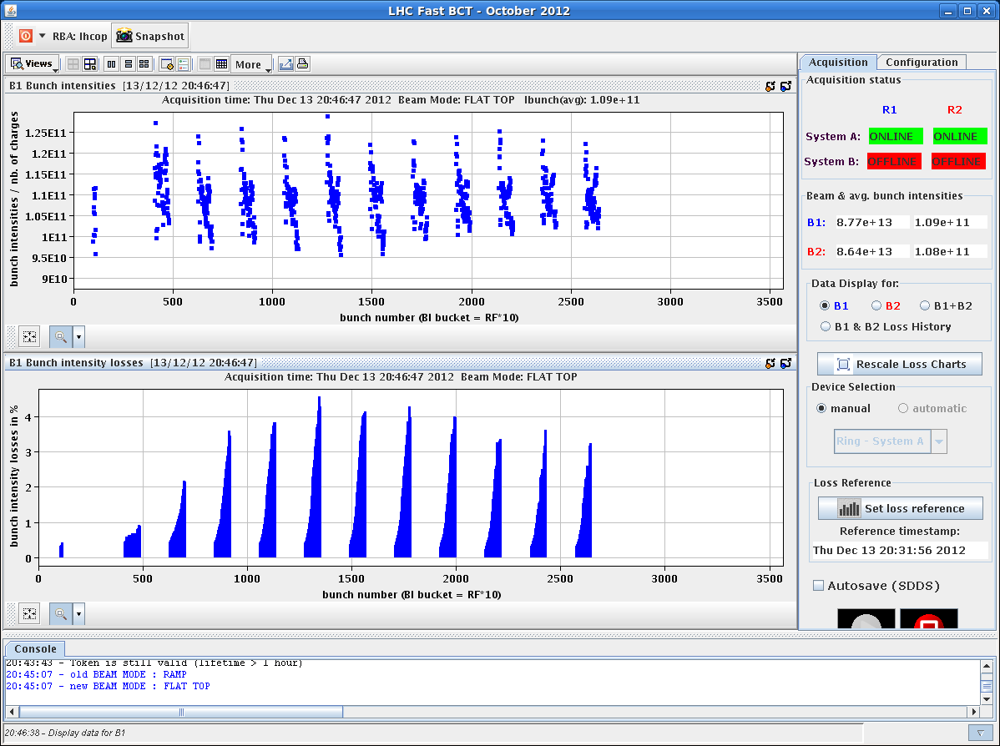 LHC Fast BCT - October 2012
RBA: lhcop
Snapshot
Views
More
B1 Bunch intensities [13/12/12 20:46:47]
Acquisition time: Thu Dec 13 20:46:47 2012 Beam Mode: FLAT TOP Ibunch(avg): 1.09e+11
bunch intensities / nb. of charges
1.25E11
1.2E11
1.15E11
1.1E11
1.05E11
1E11
9.5E10
9E10
0 500 1000 1500 2000 2500 3000 3500
bunch number (BI bucket = RF*10)
B1 Bunch intensity losses [13/12/12 20:46:47]
Acquisition time: Thu Dec 13 20:46:47 2012 Beam Mode: FLAT TOP
bunch intensity losses in %
4
3
2
1
0
0 500 1000 1500 2000 2500 3000 3500
bunch number (BI bucket = RF*10)
Acquisition Configuration
Acquisition status
R1 R2
System A: ONLINE ONLINE
System B: OFFLINE OFFLINE
Beam & avg. bunch intensities
B1: 8.77e+13 1.09e+11
B2: 8.64e+13 1.08e+11
Data Display for:
B1 B2 B1+B2
B1 & B2 Loss History
Rescale Loss Charts
Device Selection
manual automatic
Ring - System A
Loss Reference
Set loss reference
Reference timestamp:
Thu Dec 13 20:31:56 2012
Autosave (SDDS)
Console
20:43:43 - Token is still valid (lifetime > 1 hour)
20:45:07 - old BEAM MODE : RAMP
20:45:07 - new BEAM MODE : FLAT TOP
20:46:38 - Display data for B1